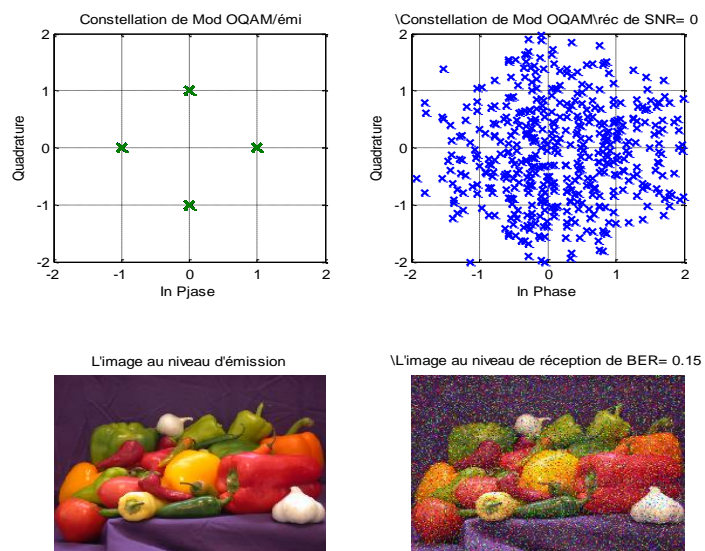 Constellation de Mod OQAM/émi
\Constellation de Mod OQAM\réc de SNR= 0
2
1
0
-1
-2
Quadrature
-2
-1
0
1
2
In Pjase
2
1
0
-1
-2
Quadrature
-2
-1
0
1
2
In Phase
L'image au niveau d'émission
\L'image au niveau de réception de BER= 0.15